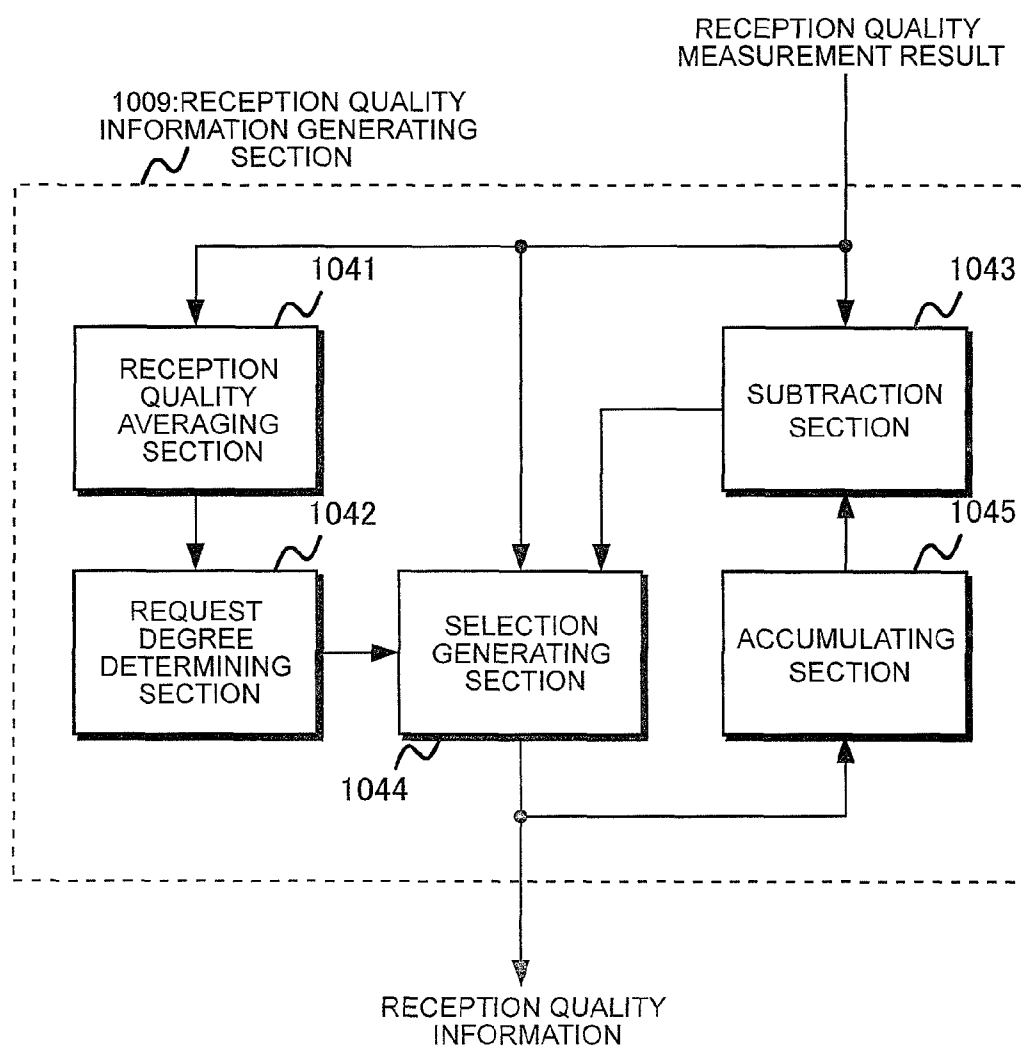 RECEPTION QUALITY
MEASUREMENT RESULT
1009:RECEPTION QUALITY
INFORMATION GENERATING
SECTION
1041
1043
RECEPTION
QUALITY
AVERAGING
SECTION
SUBTRACTION
SECTION
1042
1045
REQUEST
DEGREE
DETERMINING
SECTION
SELECTION
GENERATING
SECTION
ACCUMULATING
SECTION
1044
RECEPTION QUALITY
INFORMATION